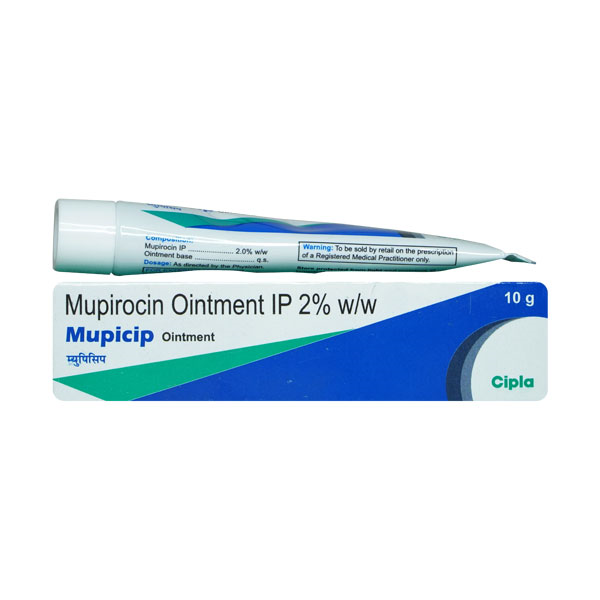 Composition:
Mupirocin IP ........................ 2.0% w/w
Ointment base ........................ q.s.
Dosage: As directed by the Physician.
Warning: To be sold by retail on the prescription
of a Registered Medical Practitioner only.
Mupirocin Ointment IP 2% w/w
10 g
Mupicip Ointment
म्युपिसिप
Cipla